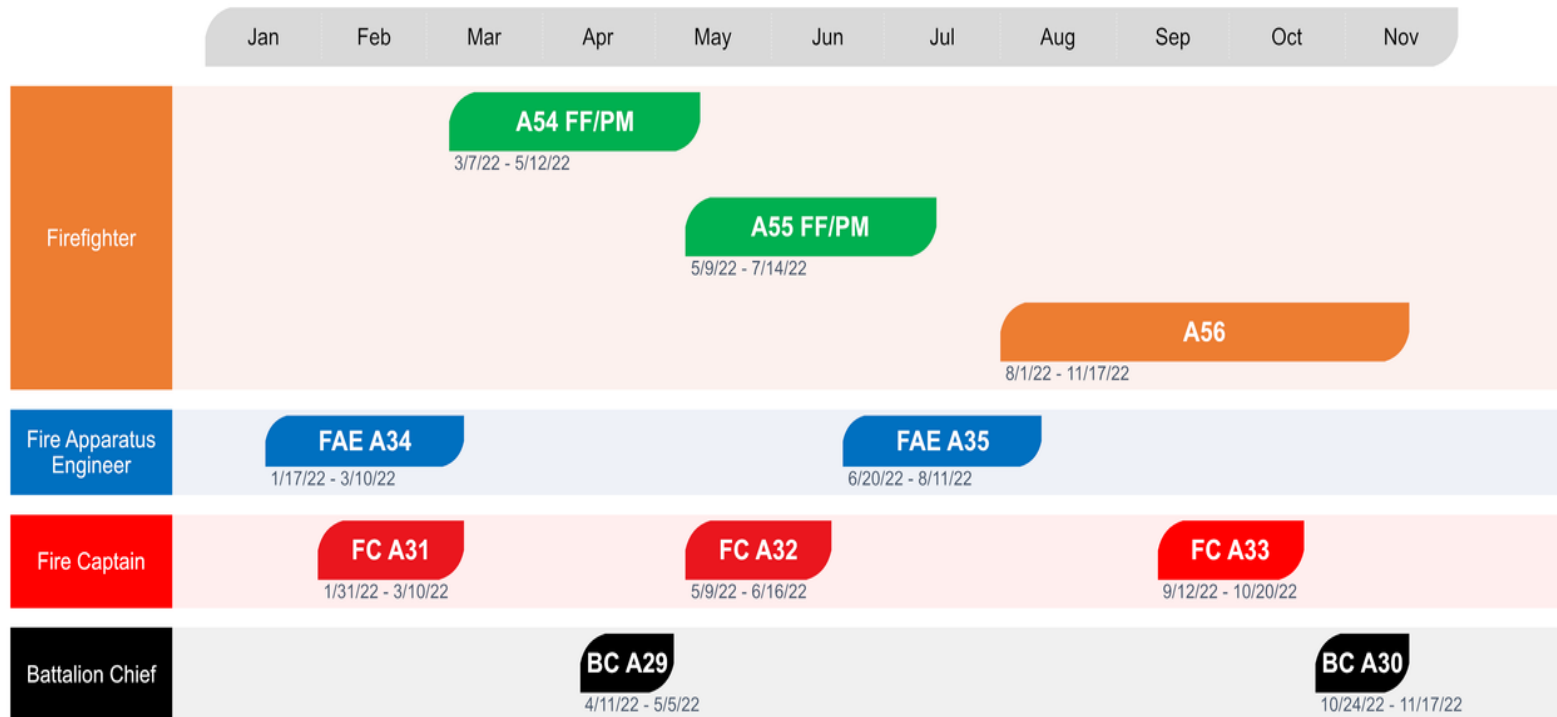 Jan Feb Mar Apr May Jun Jul Aug Sep Oct Nov
Firefighter
A54 FF/PM
3/7/22 - 5/12/22
A55 FF/PM
5/9/22 - 7/14/22
A56
8/1/22 - 11/17/22
Fire Apparatus
Engineer
FAE A34
1/17/22 - 3/10/22
FAE A35
6/20/22 - 8/11/22
Fire Captain
FC A31
1/31/22 - 3/10/22
FC A32
5/9/22 - 6/16/22
FC A33
9/12/22 - 10/20/22
Battalion Chief
BC A29
4/11/22 - 5/5/22
BC A30
10/24/22 - 11/17/22